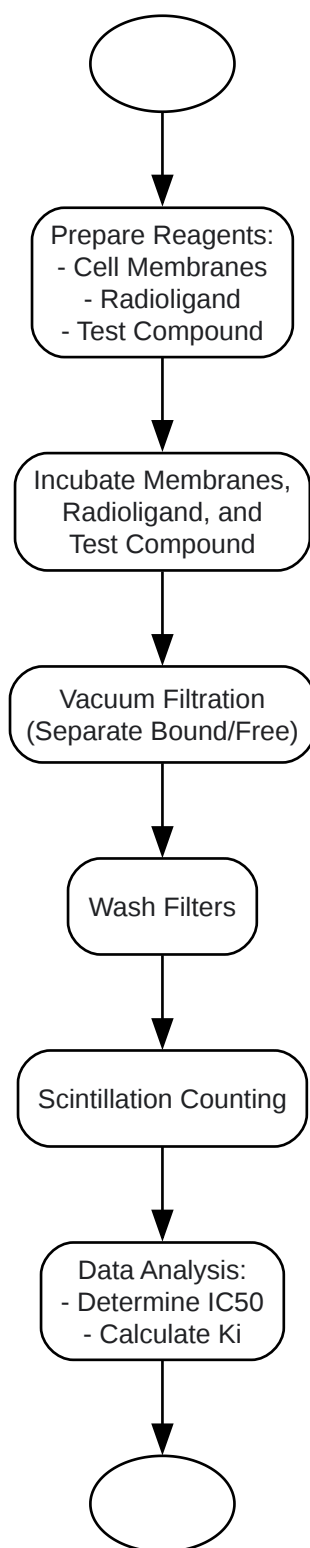 Prepare Reagents:
- Cell Membranes
- Radioligand
- Test Compound
Incubate Membranes,
Radioligand, and
Test Compound
Vacuum Filtration
(Separate Bound/Free)
Wash Filters
Scintillation Counting
Data Analysis:
- Determine IC50
- Calculate Ki